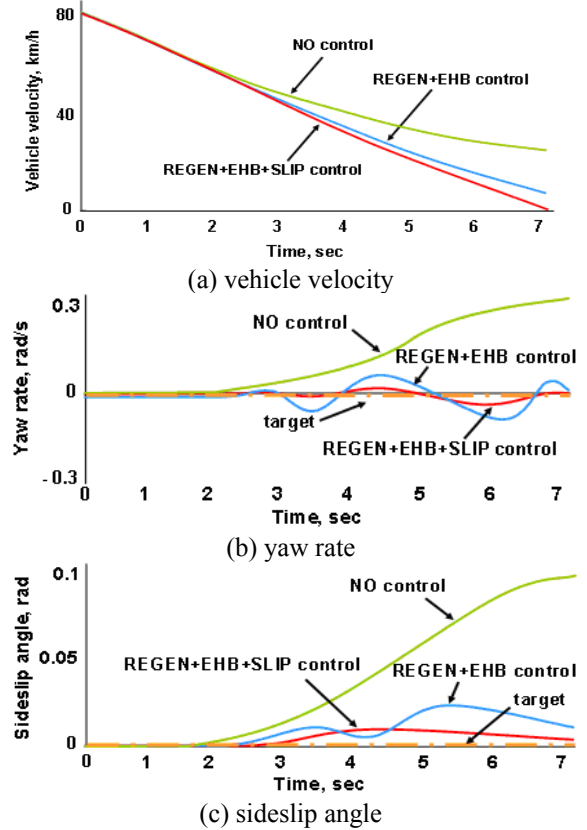 80
NO control
REGEN+EHB control
40
REGEN+EHB+SLIP control
0
Vehicle velocity, km/h
0 1 2 3 4 5 6 7
Time, sec
(a) vehicle velocity
0.3
NO control
REGEN+EHB control
0
target
REGEN+EHB+SLIP control
-0.3
Yaw rate, rad/s
0 1 2 3 4 5 6 7
Time, sec
(b) yaw rate
0.1
NO control
REGEN+EHB+SLIP control
REGEN+EHB control
0.05
target
0
Sideslip angle, rad
0 1 2 3 4 5 6 7
Time, sec
(c) sideslip angle